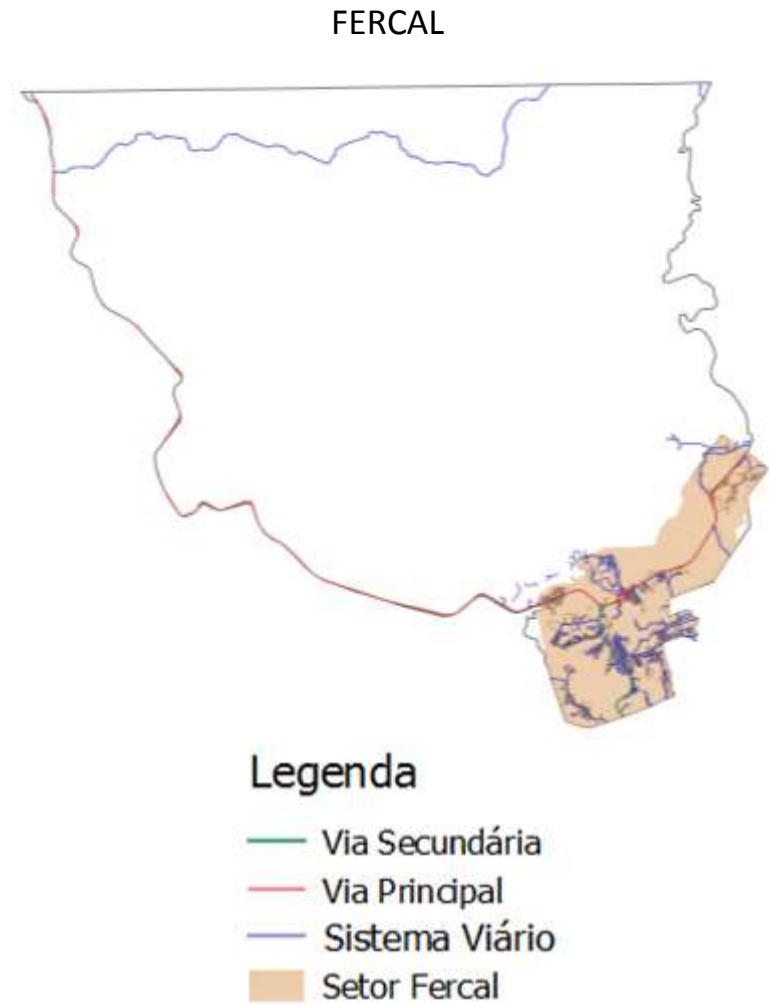 FERCAL
Legenda
Via Secundária
Via Principal
Sistema Viário
Setor Fercal